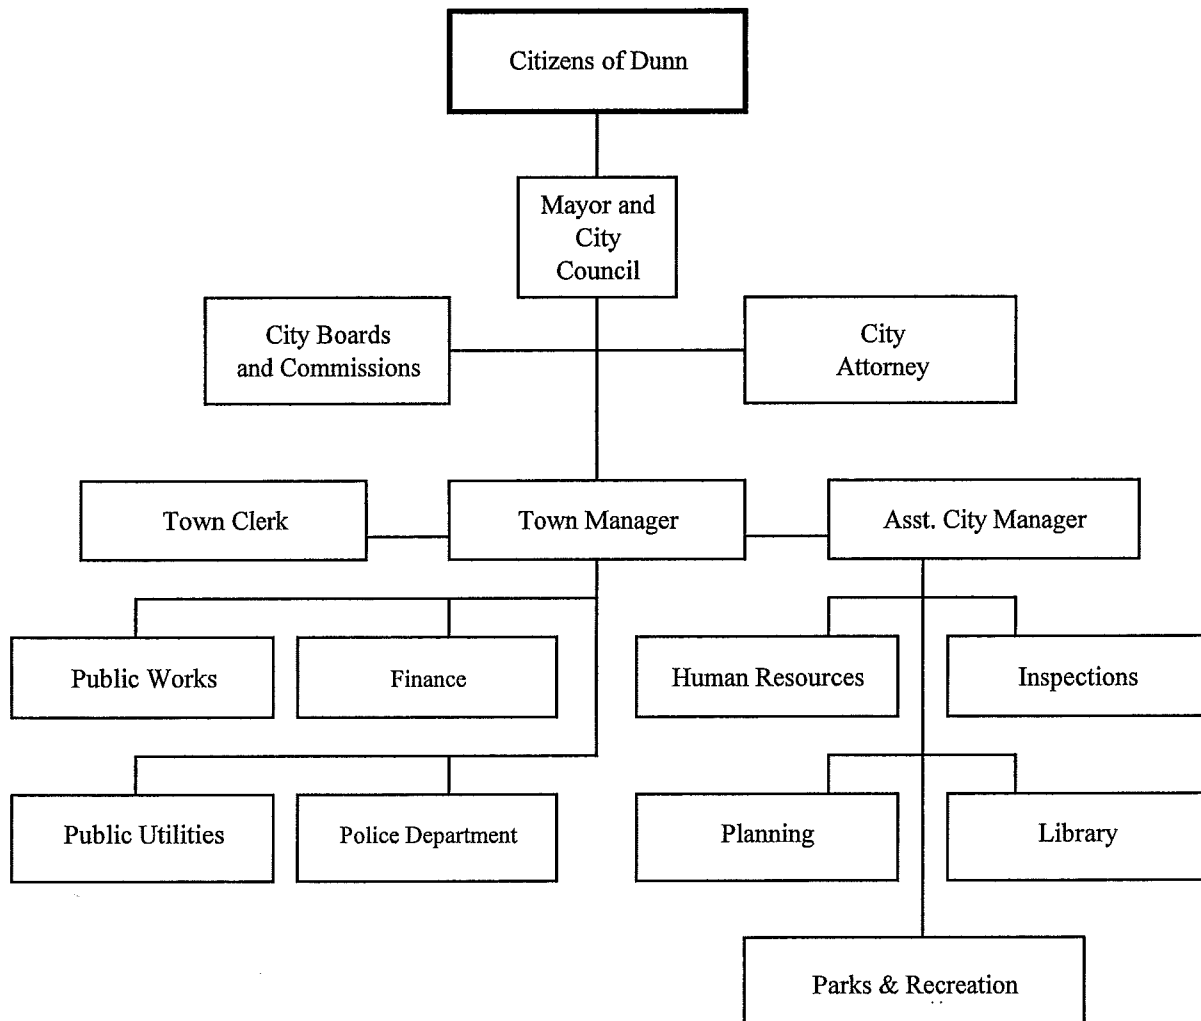 Citizens of Dunn
Mayor and
City
Council
City Boards
and Commissions
City
Attorney
Town Clerk
Town Manager
Asst. City Manager
Public Works
Finance
Human Resources
Inspections
Public Utilities
Police Department
Planning
Library
Parks & Recreation